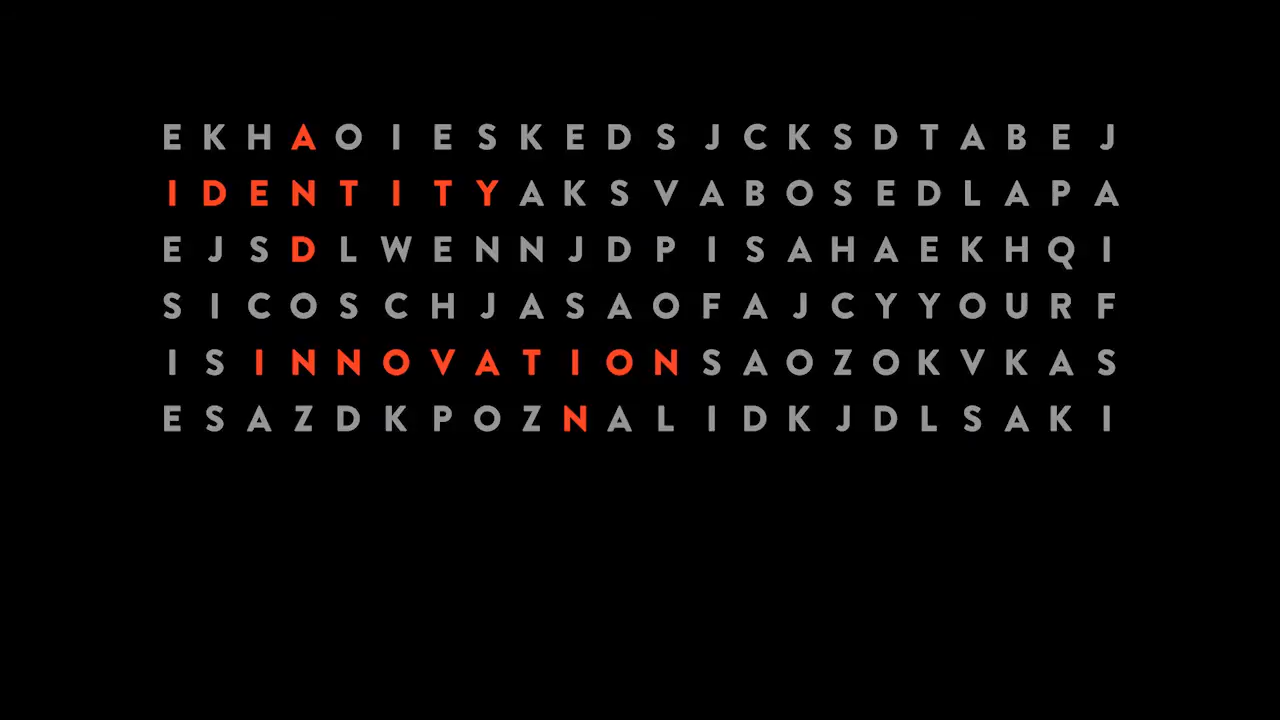 E K H A O I E S K E D S J C K S D T A B E J
I D E N T I T Y A K S V A B O S E D L A P A
E J S D L W E N N J D P I S A H A E K H Q I
S I C O S C H J A S A O F A J C Y Y O U R F
I S I N N O V A T I O N S A O Z O K V K A S
E S A Z D K P O Z N A L I D K J D L S A K I